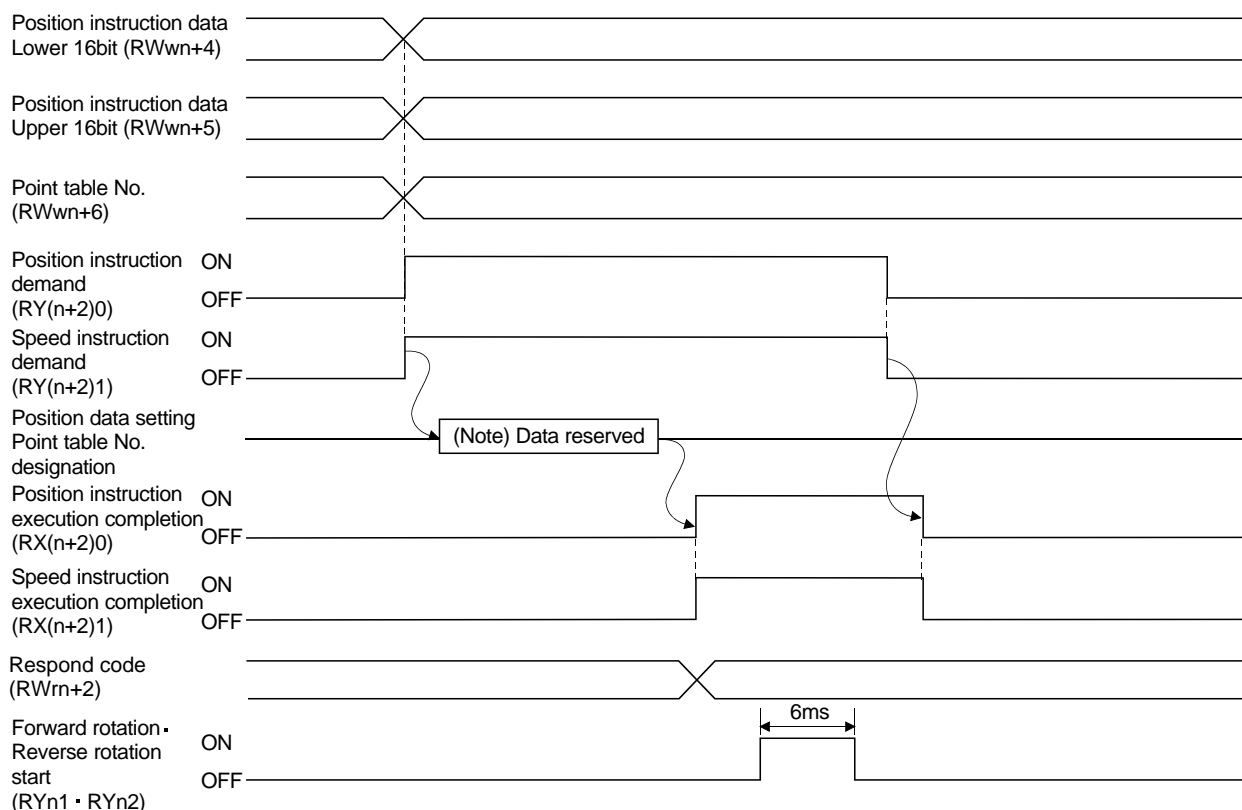 Position instruction data
Lower 16bit (RWwn+4)
Position instruction data
Upper 16bit (RWwn+5)
Point table No.
(RWwn+6)
Position instruction ON
demand
(RY(n+2)0) OFF
Speed instruction ON
demand
(RY(n+2)1) OFF
Position data setting
Point table No.
designation
(Note) Data reserved
Position instruction ON
execution completion
(RX(n+2)0) OFF
Speed instruction ON
execution completion
(RX(n+2)1) OFF
Respond code
(RWrn+2)
6ms
Forward rotation·
Reverse rotation ON
start OFF
(RYn1 · RYn2)